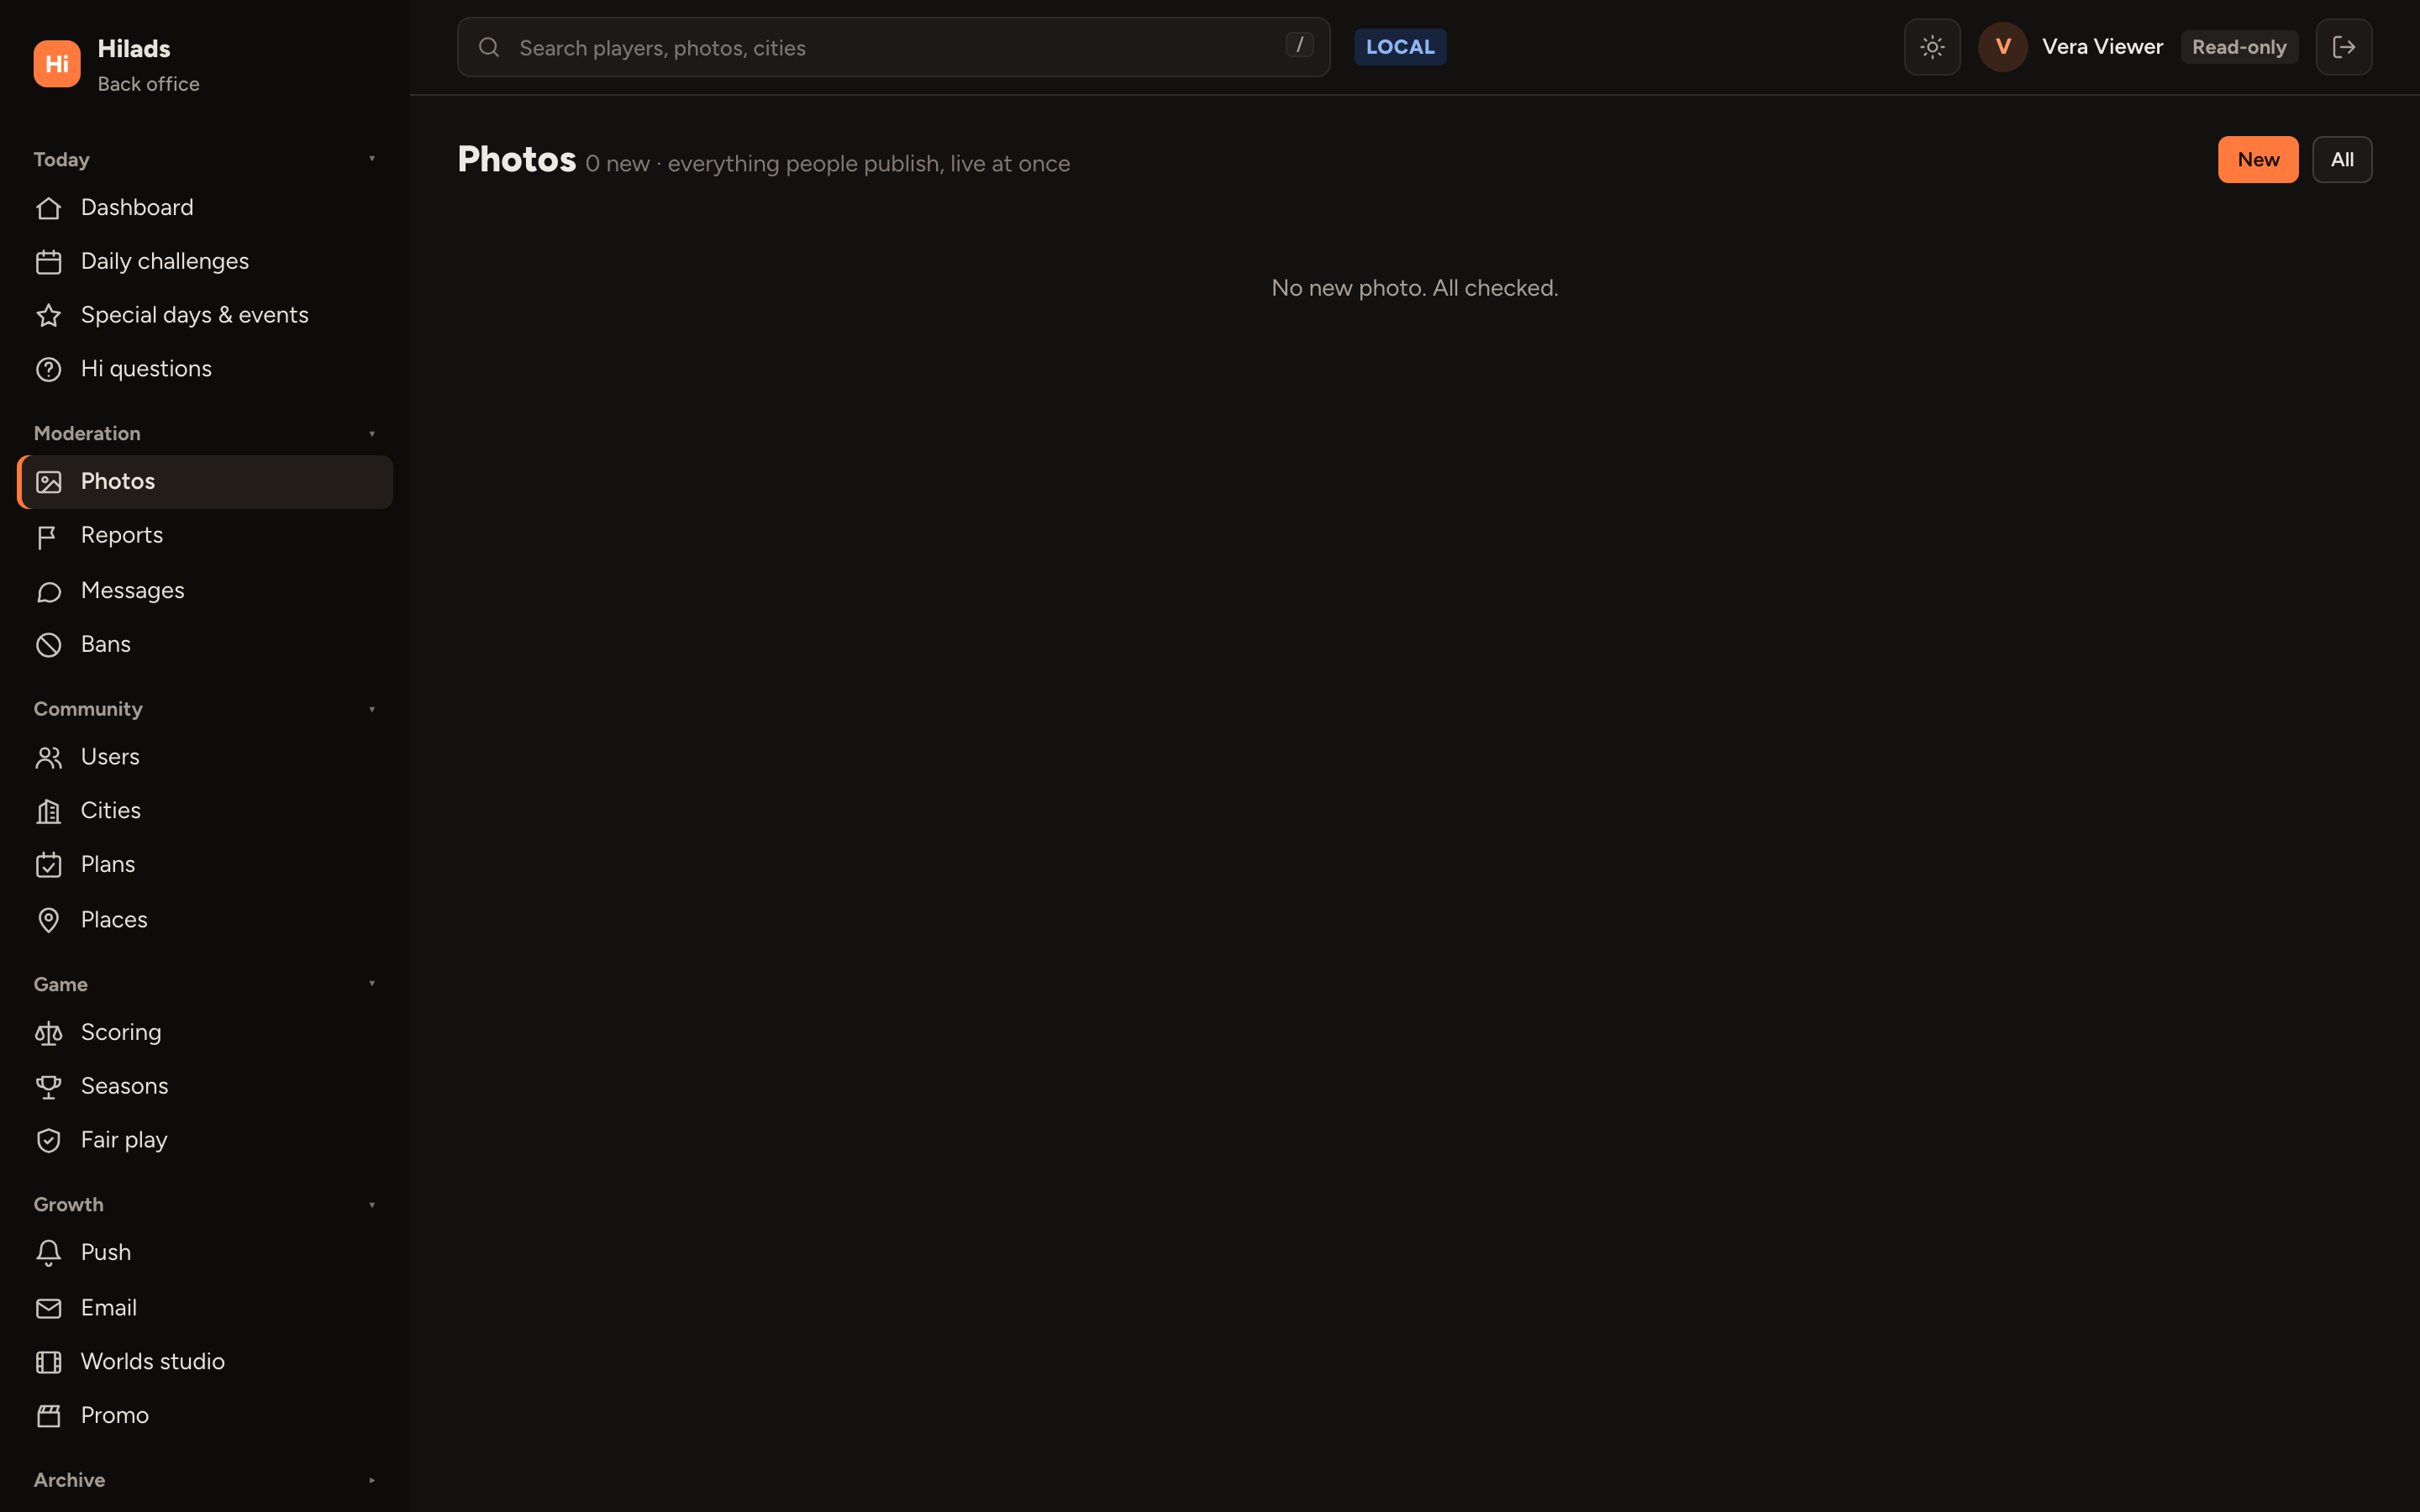 Hi
Hilads
Back office
Today
Dashboard
Daily challenges
Special days & events
Hi questions
Moderation
Photos
Reports
Messages
Bans
Community
Users
Cities
Plans
Places
Game
Scoring
Seasons
Fair play
Growth
Push
Email
Worlds studio
Promo
Archive
Search players, photos, cities /
LOCAL
V Vera Viewer Read-only
Photos 0 new · everything people publish, live at once
New All
No new photo. All checked.